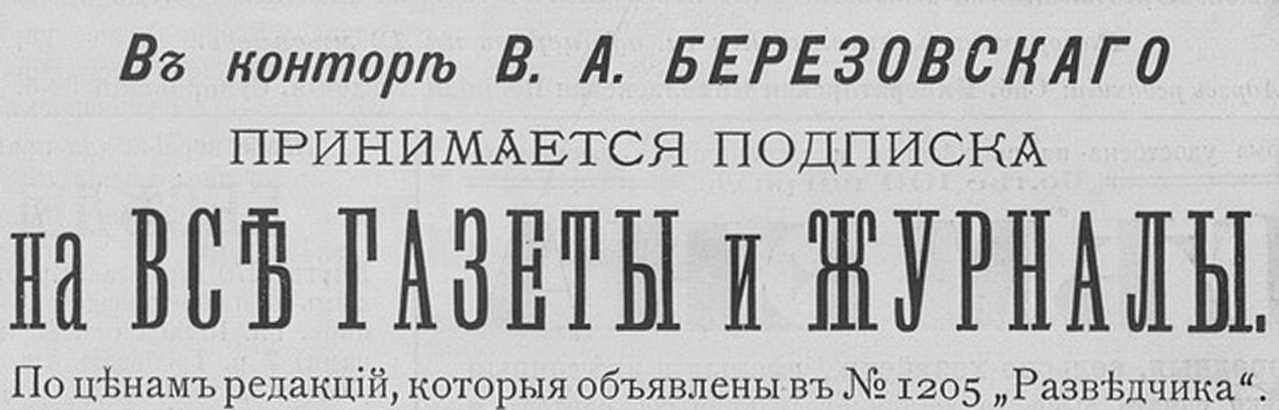 Въ конторѣ В. А. БЕРЕЗОВСКАГО
ПРИНИМАЕТСЯ ПОДПИСКА
на ВСѢ ГАЗЕТЫ и ЖУРНАЛЫ.
По цѣнамъ редакцій, которыя объявлены въ № 1205 „Развѣдчика“.